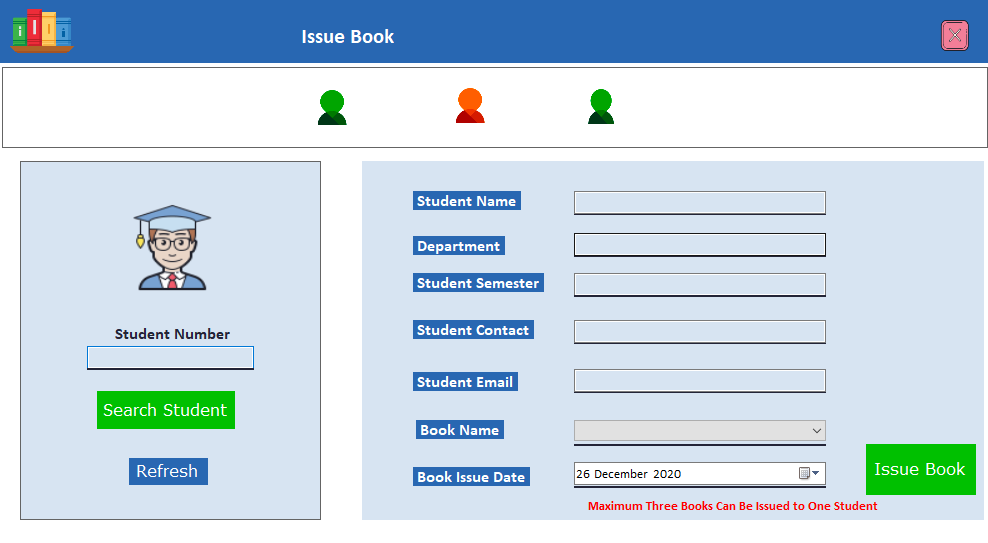 Issue Book
Student Number
Search Student
Refresh
Student Name
Department
Student Semester
Student Contact
Student Email
Book Name
Book Issue Date
26 December 2020
Issue Book
Maximum Three Books Can Be Issued to One Student